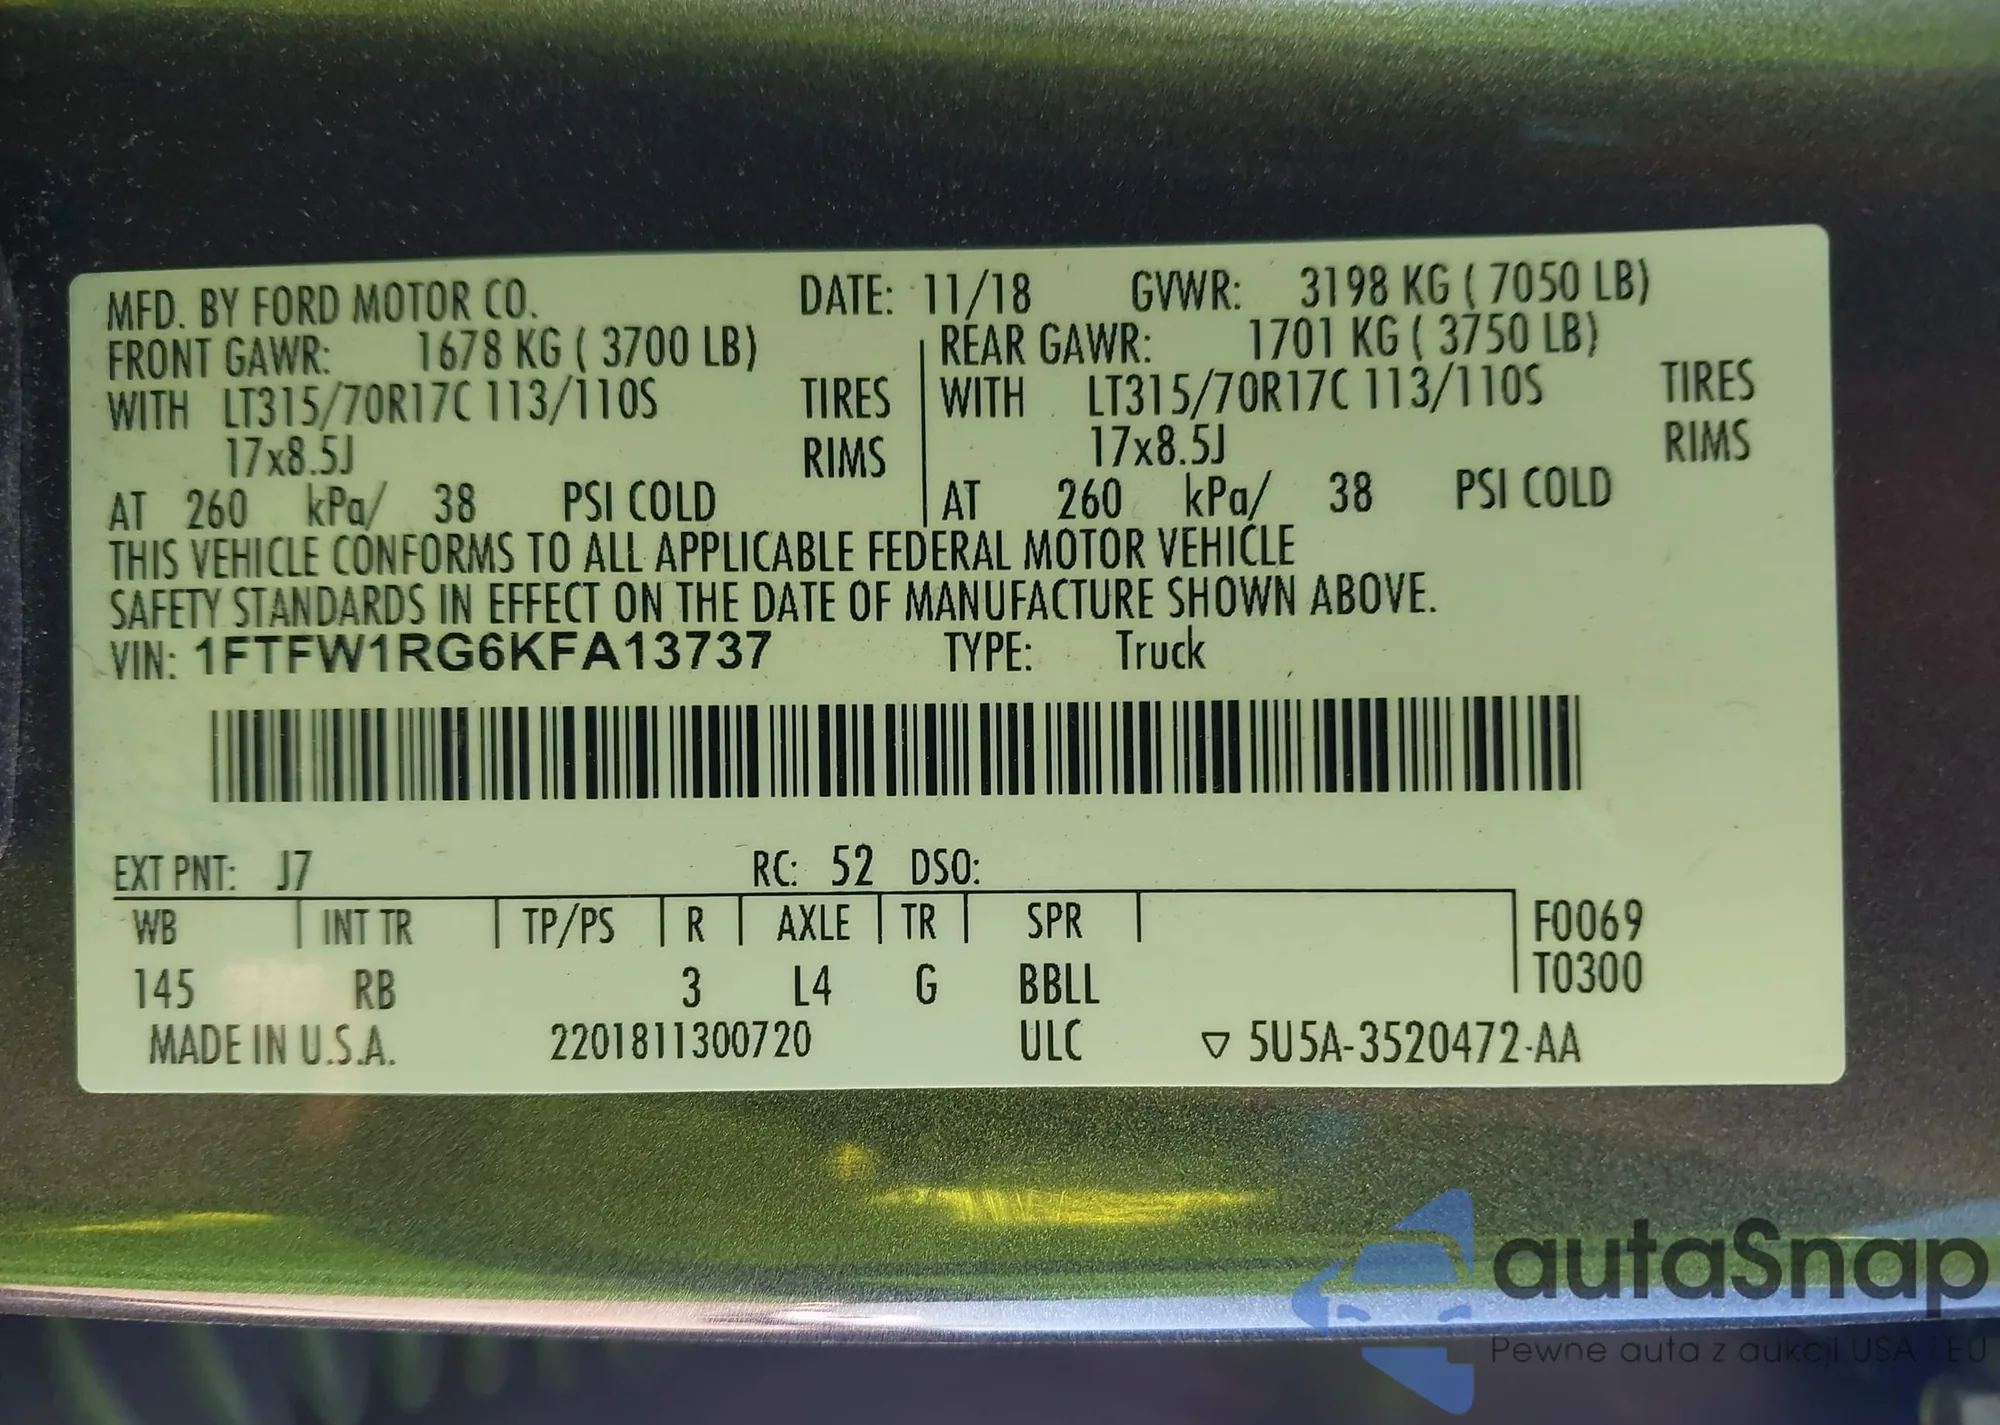 MFD. BY FORD MOTOR CO. DATE: 11/18 GVWR: 3198 KG ( 7050 LB)
FRONT GAWR: 1678 KG ( 3700 LB) REAR GAWR: 1701 KG ( 3750 LB)
WITH LT315/70R17C 113/110S TIRES WITH LT315/70R17C 113/110S TIRES
17x8.5J RIMS 17x8.5J RIMS
AT 260 kPa/ 38 PSI COLD AT 260 kPa/ 38 PSI COLD
THIS VEHICLE CONFORMS TO ALL APPLICABLE FEDERAL MOTOR VEHICLE
SAFETY STANDARDS IN EFFECT ON THE DATE OF MANUFACTURE SHOWN ABOVE.
VIN: 1FTFW1RG6KFA13737 TYPE: Truck
EXT PNT: J7 RC: 52 DSO:
WB INT TR TP/PS R AXLE TR SPR F0069
145 RB 3 L4 G BBLL T0300
MADE IN U.S.A. 2201811300720 ULC ▽ 5U5A-3520472-AA
autaSnap
Pewne auta z aukcji USA i EU